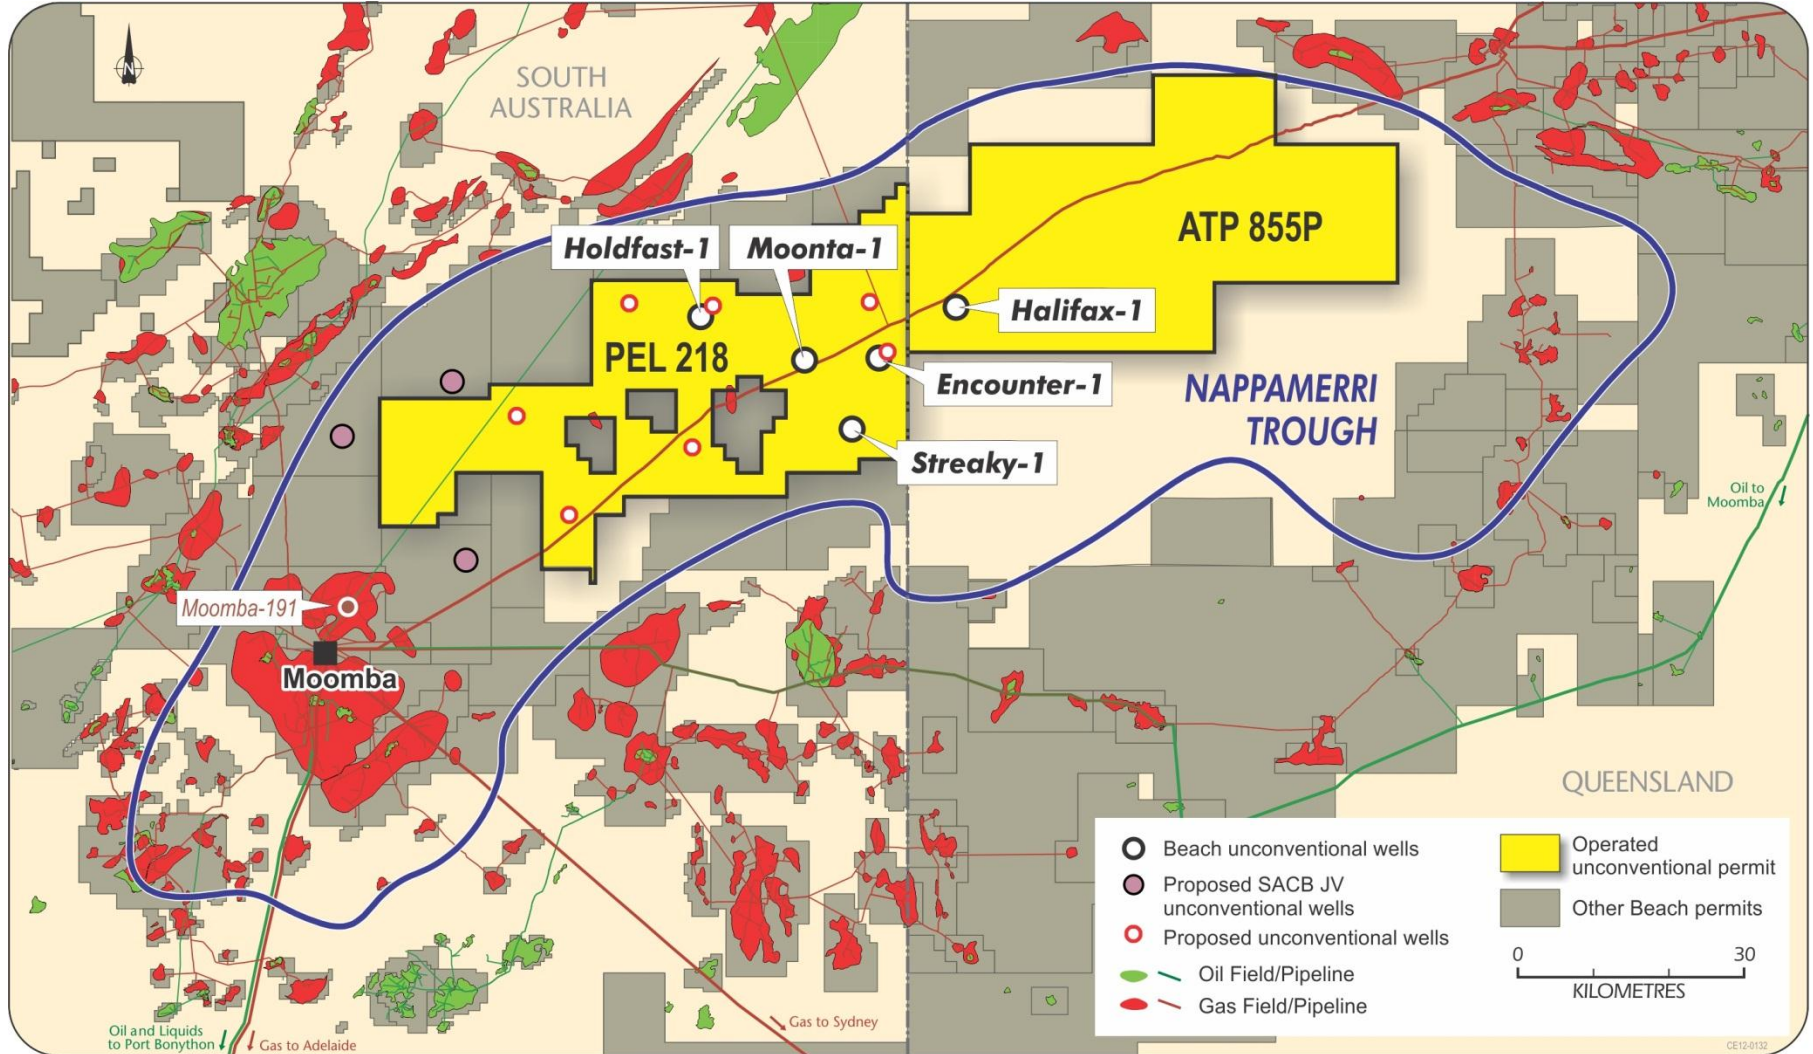 N
SOUTH
AUSTRALIA
ATP 855P
Holdfast-1
Moonta-1
Halifax-1
PEL 218
Encounter-1
NAPPAMERRI
TROUGH
Streaky-1
Oil to
Moomba
Moomba-191
Moomba
QUEENSLAND
Beach unconventional wells
Proposed SACB JV
unconventional wells
Proposed unconventional wells
Oil Field/Pipeline
Gas Field/Pipeline
Operated
unconventional permit
Other Beach permits
0 30
KILOMETRES
Oil and Liquids
to Port Bonython
Gas to Adelaide
Gas to Sydney
CE12-0132